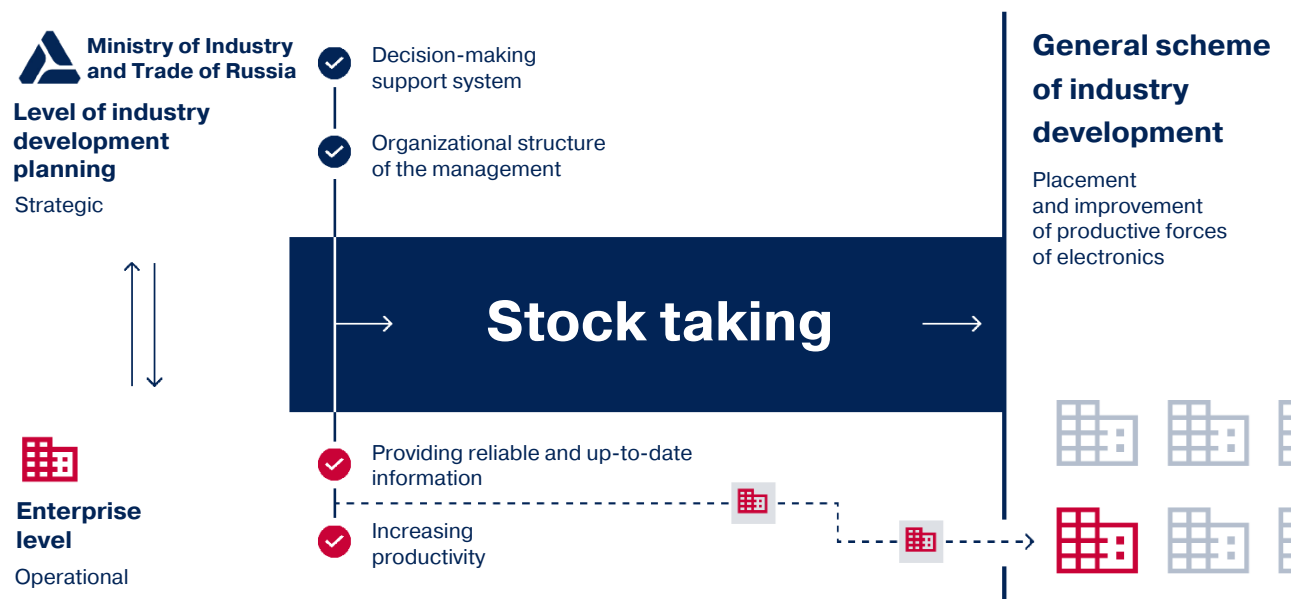 Ministry of Industry
and Trade of Russia
Level of industry
development
planning
Strategic
Decision-making
support system
Organizational structure
of the management
Stock taking
General scheme
of industry
development
Placement
and improvement
of productive forces
of electronics
Enterprise
level
Operational
Providing reliable and up-to-date
information
Increasing
productivity